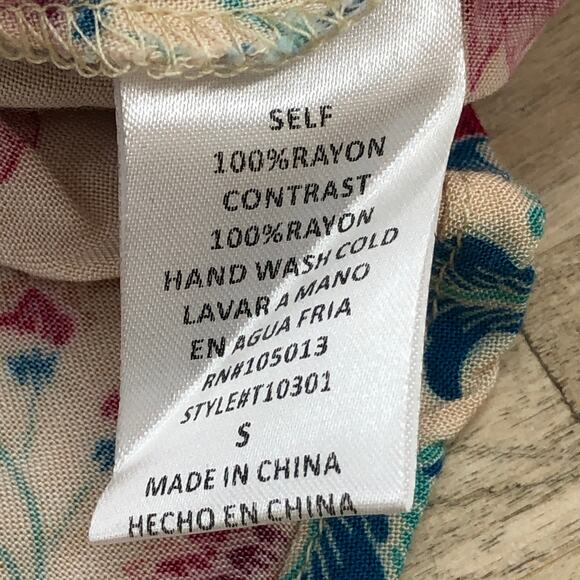 SELF
100%RAYON
CONTRAST
100%RAYON
HAND WASH COLD
LAVAR A MANO
EN AGUA FRIA
RN#105013
STYLE#T10301
S
MADE IN CHINA
HECHO EN CHINA